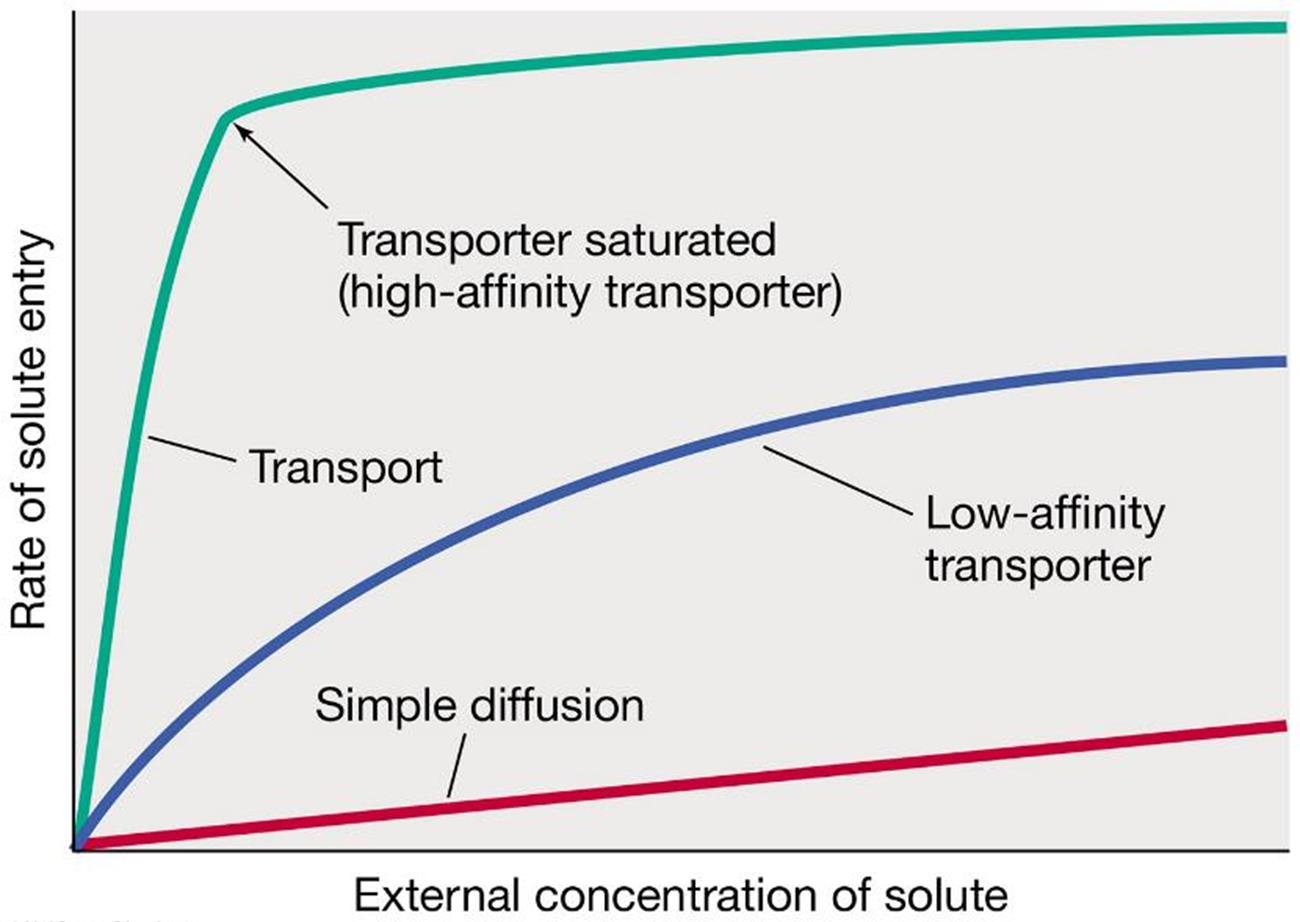 Rate of solute entry
Transporter saturated
(high-affinity transporter)
Transport
Low-affinity
transporter
Simple diffusion
External concentration of solute